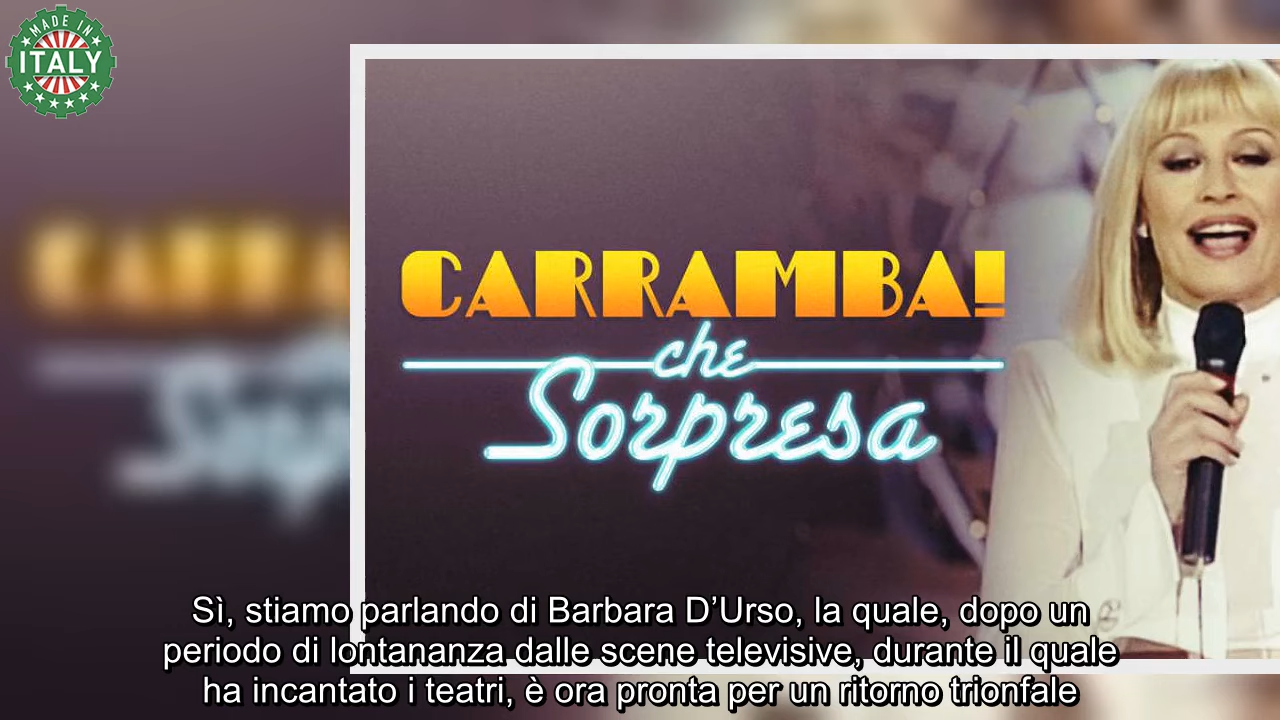 MADE IN
ITALY
CARRAMBA!
che
Sorpresa
Sì, stiamo parlando di Barbara D’Urso, la quale, dopo un
periodo di lontananza dalle scene televisive, durante il quale
ha incantato i teatri, è ora pronta per un ritorno trionfale